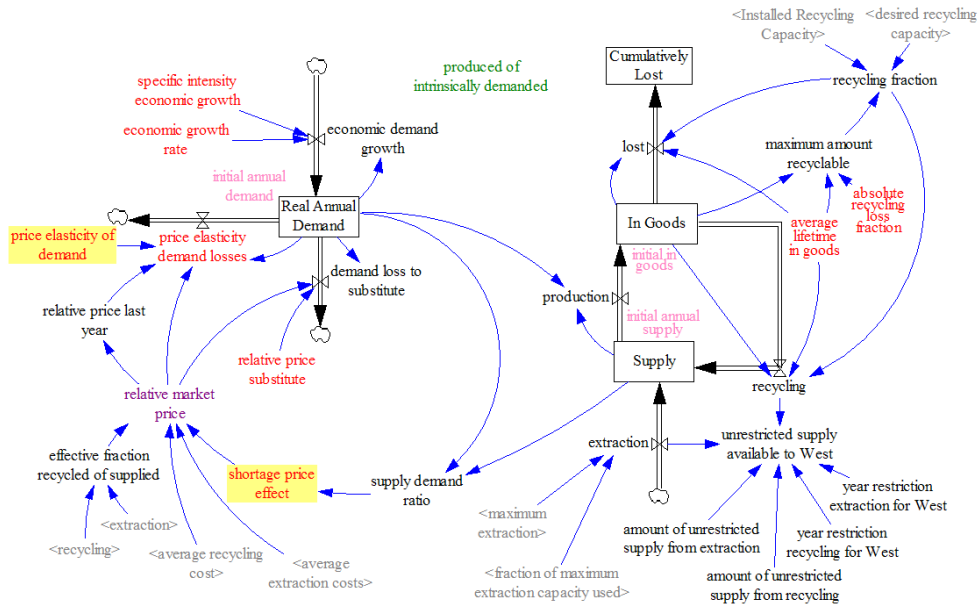 <Installed Recycling
Capacity>
<desired recycling
capacity>
Cumulatively
Lost
recycling fraction
produced of
intrinsically demanded
specific intensity
economic growth
economic growth
rate
economic demand
growth
lost
maximum amount
recyclable
initial annual
demand
Real Annual
Demand
In Goods
average
lifetime
in goods
absolute
recycling
loss
fraction
price elasticity of
demand
price elasticity
demand losses
demand loss to
substitute
initial in
goods
production
initial annual
supply
relative price last
year
relative price
substitute
Supply
recycling
relative market
price
effective fraction
recycled of supplied
shortage price
effect
supply demand
ratio
extraction
unrestricted supply
available to West
year restriction
extraction for West
<extraction>
<recycling>
<average recycling
cost>
<average
extraction costs>
<maximum
extraction>
<fraction of maximum
extraction capacity used>
amount of unrestricted
supply from extraction
year restriction
recycling for West
amount of unrestricted
supply from recycling